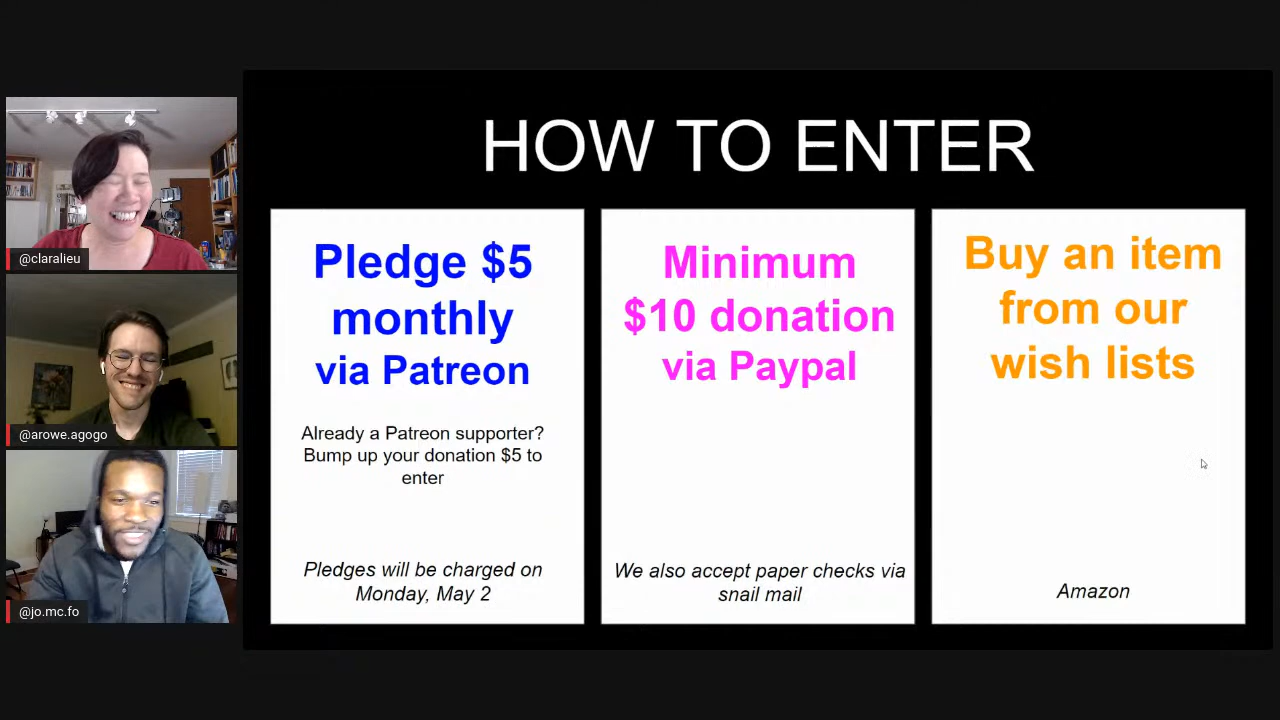 HOW TO ENTER
@claralieu
@arowe.agogo
@jo.mc.fo
Pledge $5
monthly
via Patreon
Already a Patreon supporter?
Bump up your donation $5 to
enter
Pledges will be charged on
Monday, May 2
Minimum
$10 donation
via Paypal
We also accept paper checks via
snail mail
Buy an item
from our
wish lists
Amazon